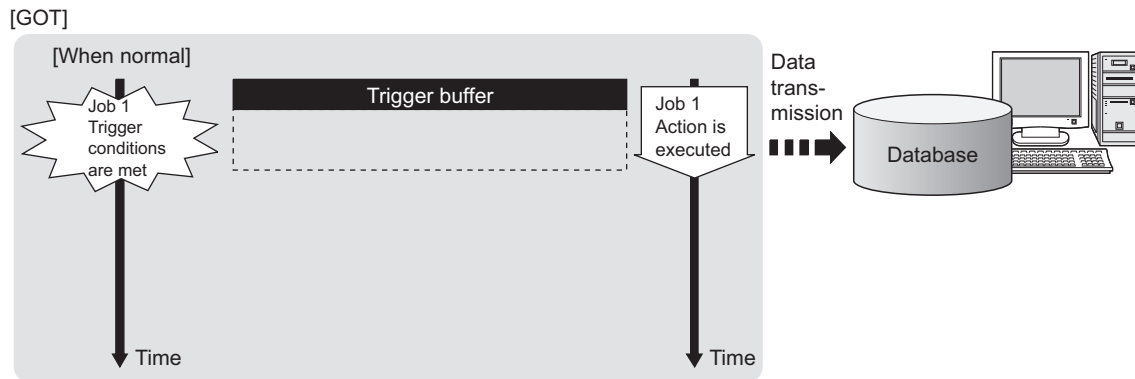 [GOT]
[When normal]
Job 1
Trigger
conditions
are met
Trigger buffer
Job 1
Action is
executed
Time
Time
Data
trans-
mission
Database